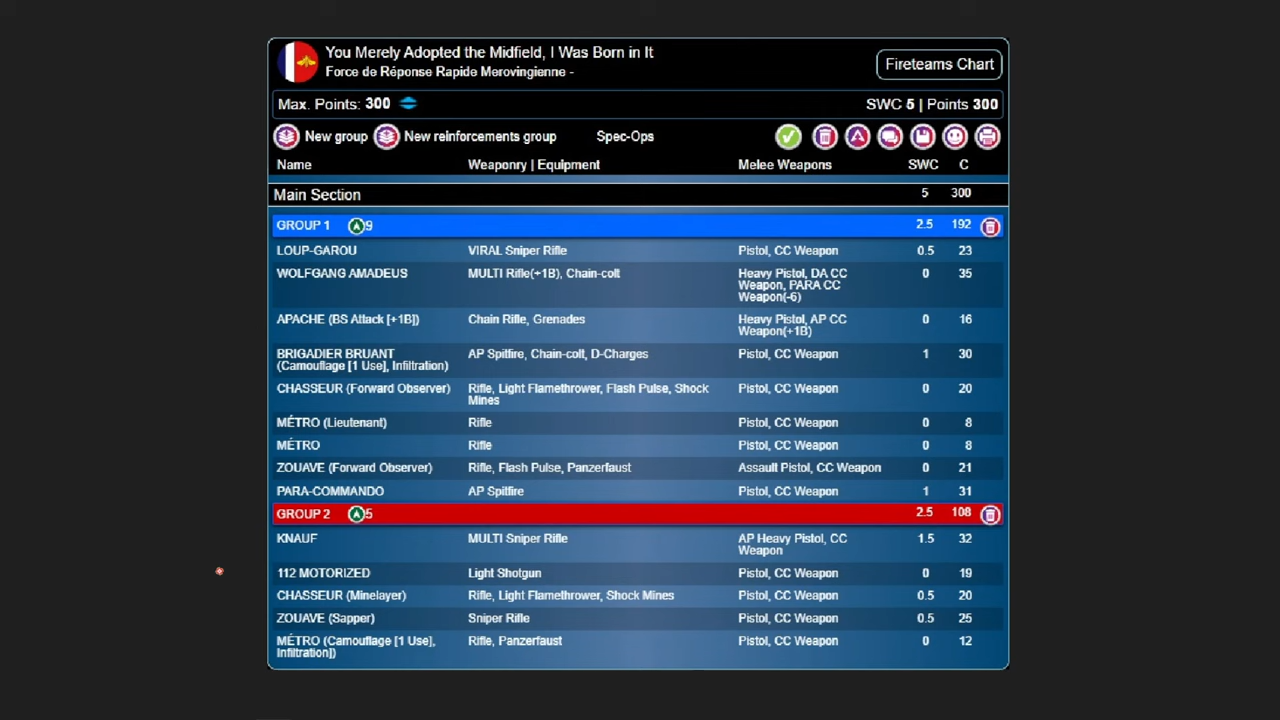 You Merely Adopted the Midfield, I Was Born in It
Force de Réponse Rapide Merovingienne -
Fireteams Chart
Max. Points: 300
SWC 5 | Points 300
New group New reinforcements group Spec-Ops
Name Weaponry | Equipment Melee Weapons SWC C
Main Section 5 300
GROUP 1 9 2.5 192
LOUP-GAROU VIRAL Sniper Rifle Pistol, CC Weapon 0.5 23
WOLFGANG AMADEUS MULTI Rifle(+1B), Chain-colt Heavy Pistol, DA CC 0 35
Weapon, PARA CC
Weapon(-6)
APACHE (BS Attack [+1B]) Chain Rifle, Grenades Heavy Pistol, AP CC 0 16
Weapon(+1B)
BRIGADIER BRUANT AP Spitfire, Chain-colt, D-Charges Pistol, CC Weapon 1 30
(Camouflage [1 Use], Infiltration)
CHASSEUR (Forward Observer) Rifle, Light Flamethrower, Flash Pulse, Shock Pistol, CC Weapon 0 20
Mines
MÉTRO (Lieutenant) Rifle Pistol, CC Weapon 0 8
MÉTRO Rifle Pistol, CC Weapon 0 8
ZOUAVE (Forward Observer) Rifle, Flash Pulse, Panzerfaust Assault Pistol, CC Weapon 0 21
PARA-COMMANDO AP Spitfire Pistol, CC Weapon 1 31
GROUP 2 5 2.5 108
KNAUF MULTI Sniper Rifle AP Heavy Pistol, CC 1.5 32
Weapon
112 MOTORIZED Light Shotgun Pistol, CC Weapon 0 19
CHASSEUR (Minelayer) Rifle, Light Flamethrower, Shock Mines Pistol, CC Weapon 0.5 20
ZOUAVE (Sapper) Sniper Rifle Pistol, CC Weapon 0.5 25
MÉTRO (Camouflage [1 Use], Rifle, Panzerfaust Pistol, CC Weapon 0 12
Infiltration])